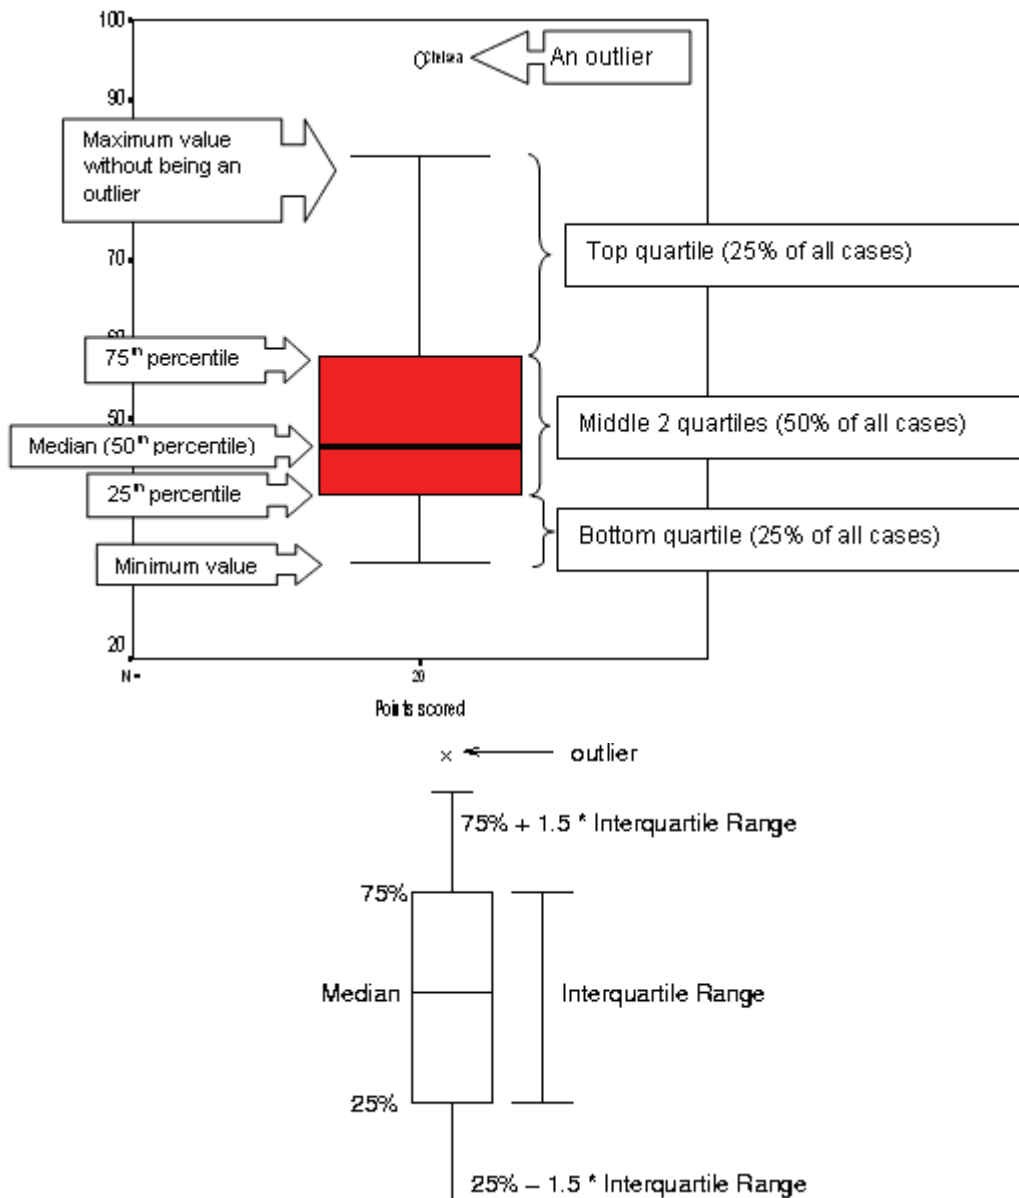 100
Chelsea
An outlier
90
Maximum value
without being an
outlier
70
Top quartile (25% of all cases)
75th percentile
50
Middle 2 quartiles (50% of all cases)
Median (50th percentile)
25th percentile
Bottom quartile (25% of all cases)
Minimum value
20
N =
20
Points scored
× outlier
75% + 1.5 * Interquartile Range
75%
Median
Interquartile Range
25%
25% – 1.5 * Interquartile Range